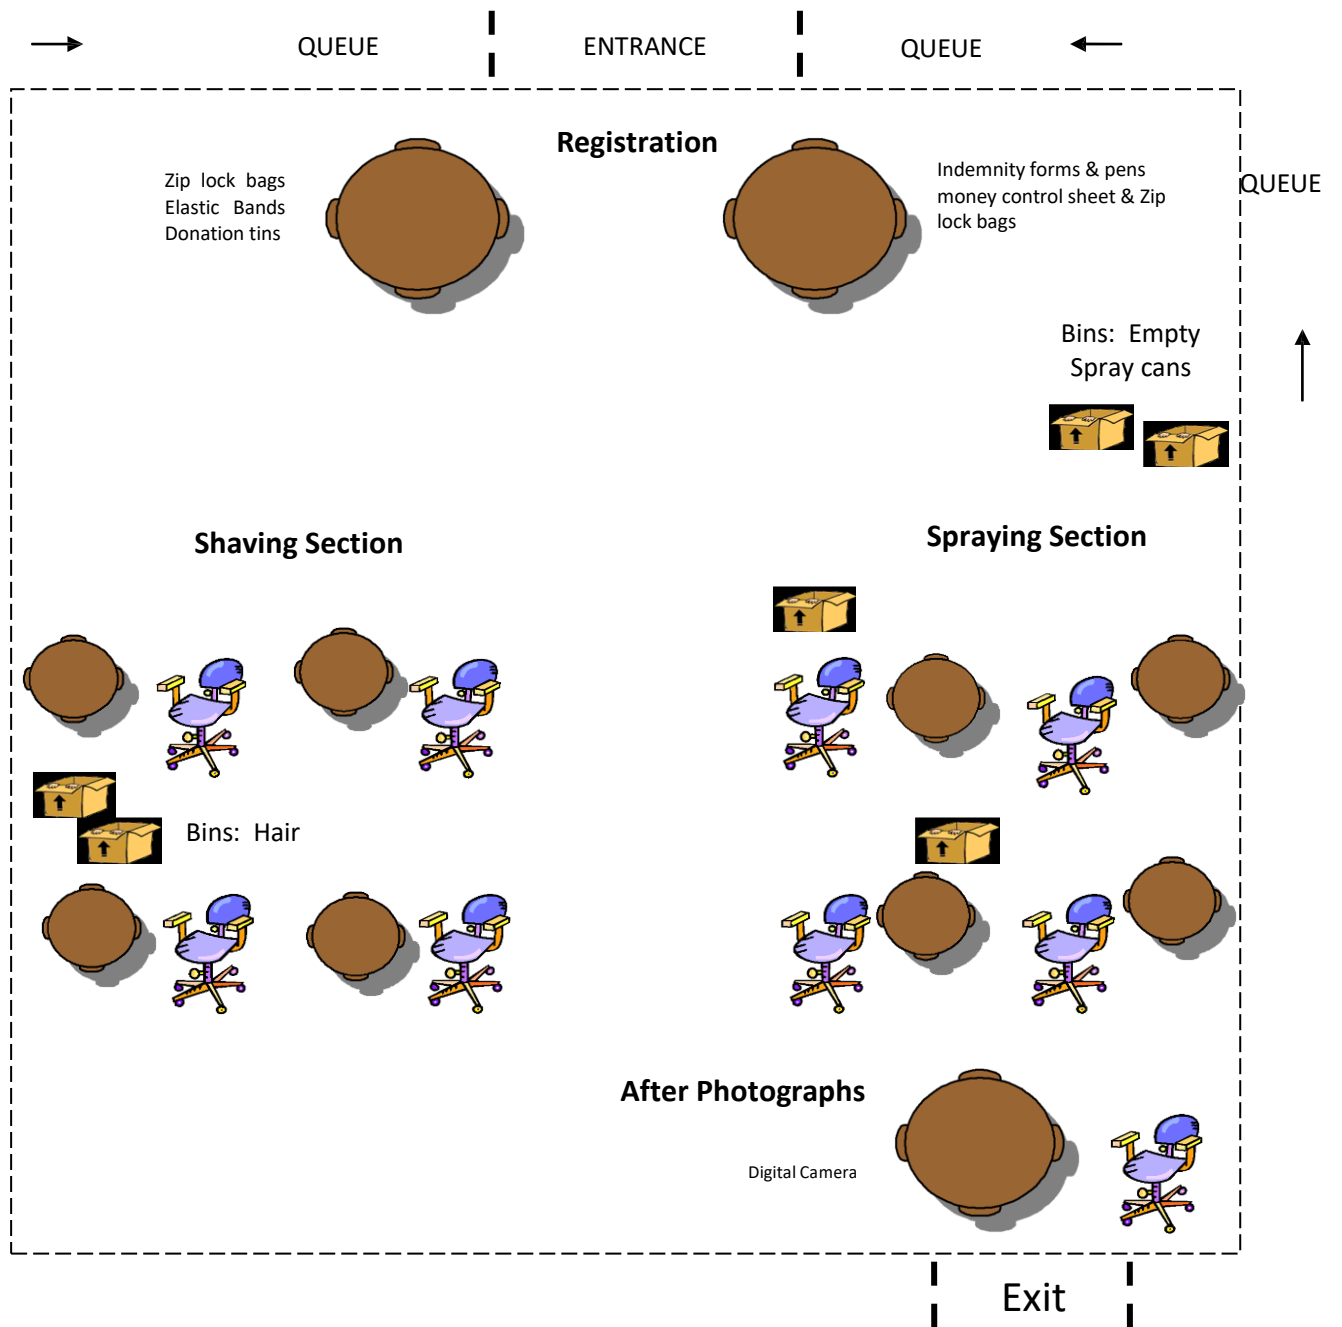 QUEUE
ENTRANCE
QUEUE
Registration
Zip lock bags
Elastic Bands
Donation tins
Indemnity forms & pens
money control sheet & Zip
lock bags
QUEUE
Bins: Empty
Spray cans
Shaving Section
Spraying Section
Bins: Hair
After Photographs
Digital Camera
Exit